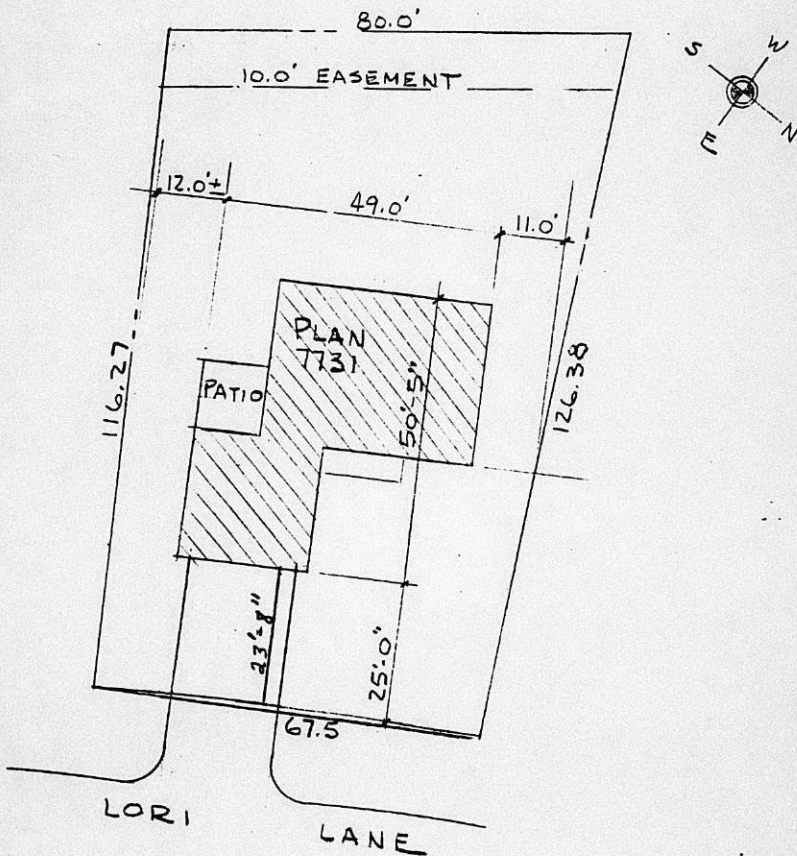 80.0'
S
W
10.0' EASEMENT
E
N
12.0'±
49.0'
11.0'
PLAN
7731
116.27
PATIO
50'-5"
126.38
23'-8"
25'-0"
67.5
LORI
LANE